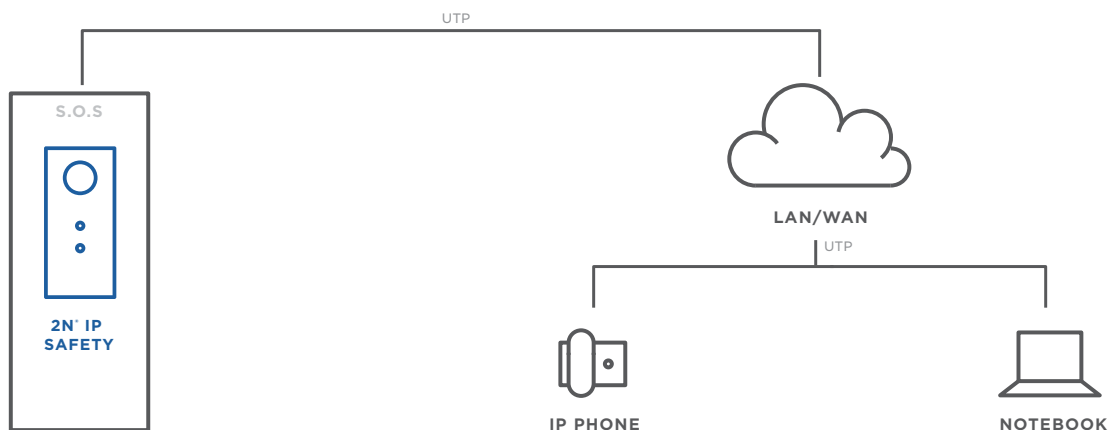 UTP
S.O.S
2N® IP
SAFETY
LAN/WAN
UTP
IP PHONE
NOTEBOOK